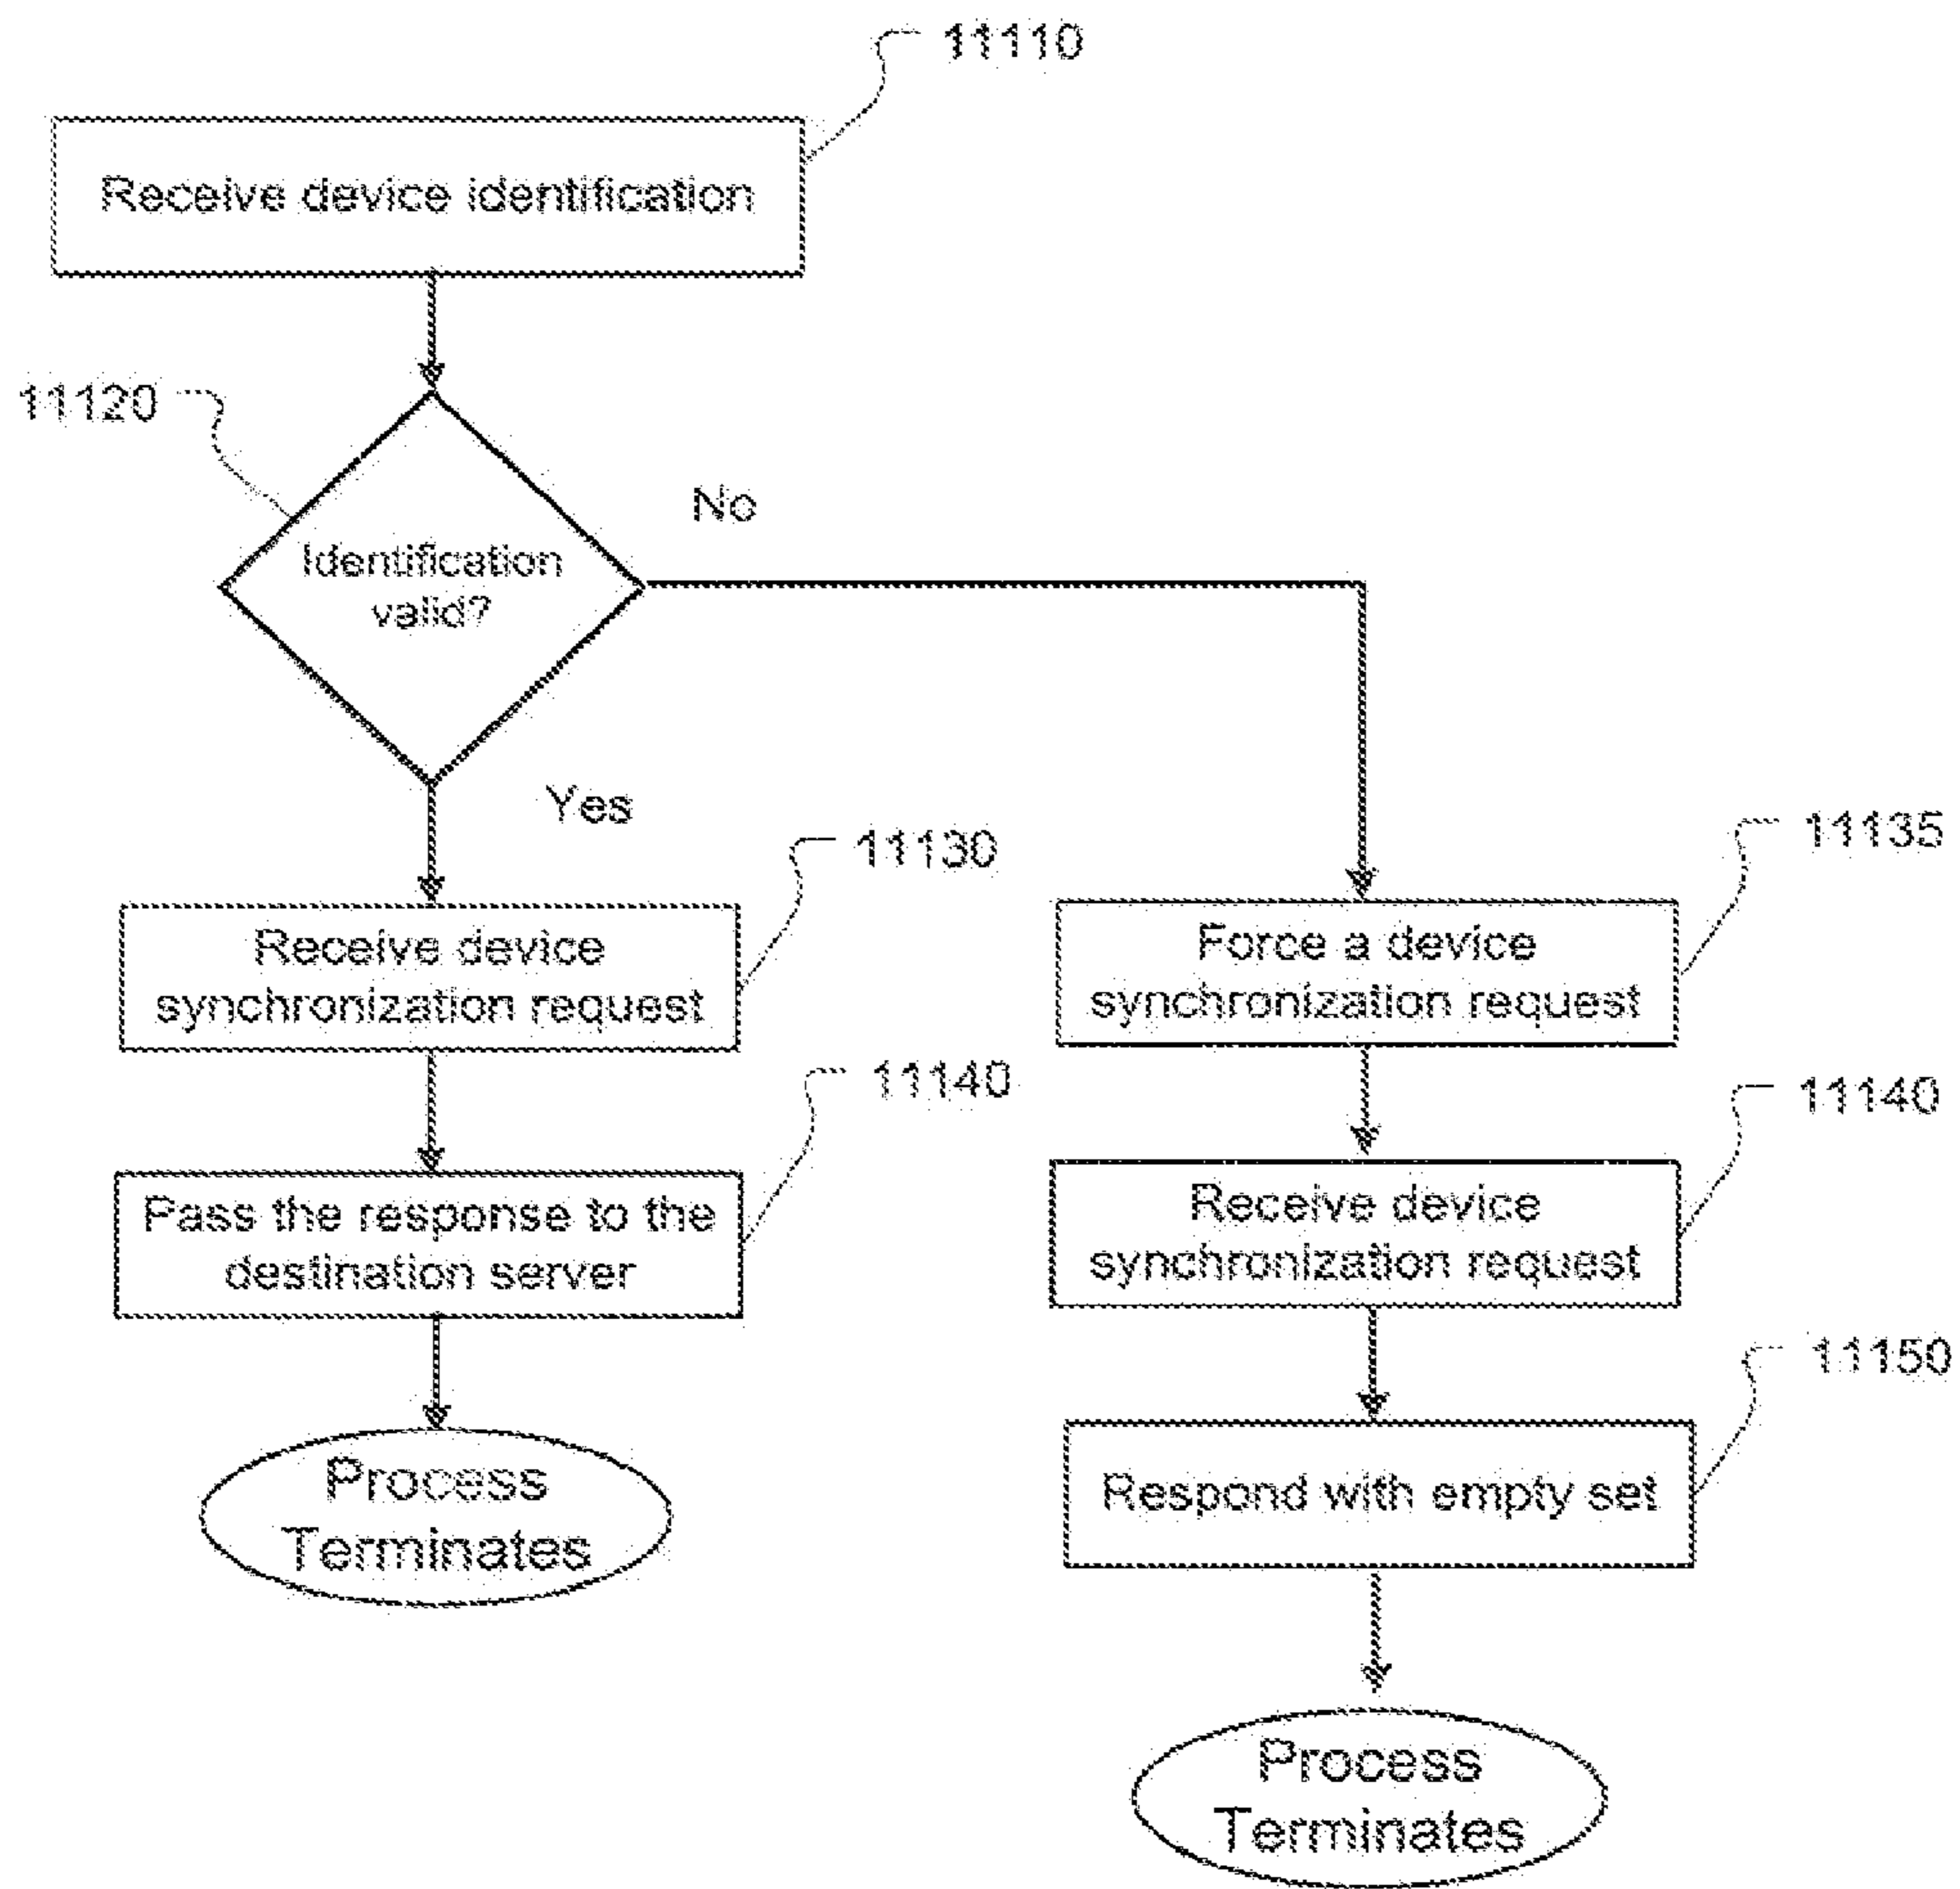 11110
Receive device identification
11120
No
Identification
valid?
Yes
11130
Receive device
synchronization request
11140
Pass the response to the
destination server
Process
Terminates
11135
Force a device
synchronization request
11140
Receive device
synchronization request
11150
Respond with empty set
Process
Terminates